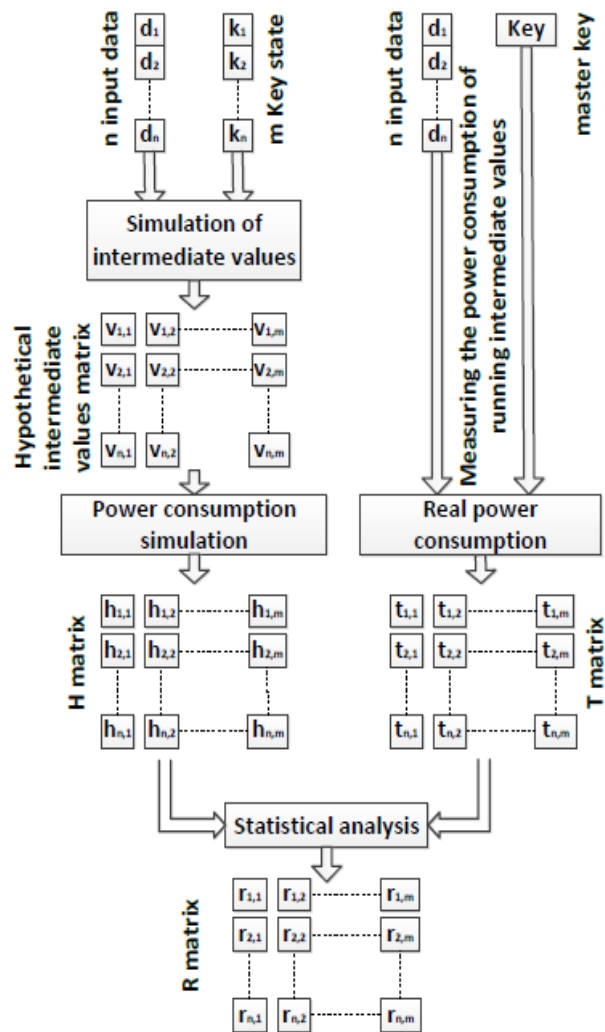 n input data
d1
d2
dn
k1
k2
kn
m Key state
n input data
d1
d2
dn
Key
master key
Measuring the power consumption of
running intermediate values
Simulation of
intermediate values
Hypothetical
intermediate
values matrix
v1,1 v1,2 v1,m
v2,1 v2,2 v2,m
vn,1 vn,2 vn,m
Power consumption
simulation
Real power
consumption
H matrix
h1,1 h1,2 h1,m
h2,1 h2,2 h2,m
hn,1 hn,2 hn,m
t1,1 t1,2 t1,m
t2,1 t2,2 t2,m
tn,1 tn,2 tn,m
T matrix
Statistical analysis
R matrix
r1,1 r1,2 r1,m
r2,1 r2,2 r2,m
rn,1 rn,2 rn,m